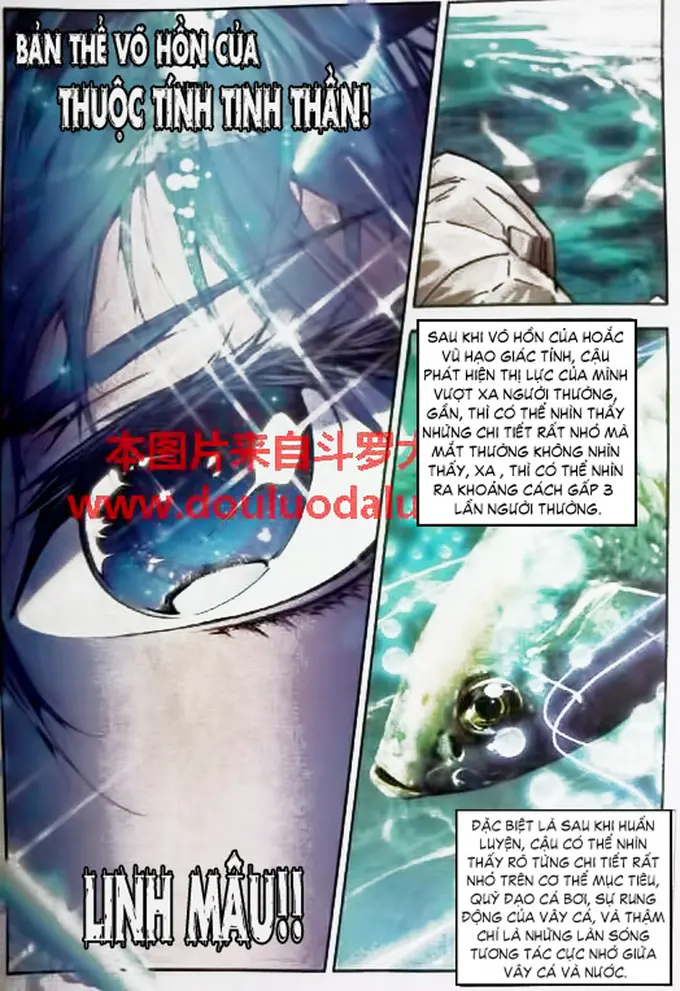 BẢN THỂ VÕ HỒN CỦA
THUỘC TÍNH TINH THẦN!
SAU KHI VÕ HỒN CỦA HOẮC
VŨ HẠO GIÁC TỈNH, CẬU
PHÁT HIỆN THỊ LỰC CỦA MÌNH
VƯỢT XA NGƯỜI THƯỜNG,
GẦN, THÌ CÓ THỂ NHÌN THẤY
NHỮNG CHI TIẾT RẤT NHỎ MÀ
MẮT THƯỜNG KHÔNG NHÌN
THẤY, XA , THÌ CÓ THỂ NHÌN
RA KHOẢNG CÁCH GẤP 3
LẦN NGƯỜI THƯỜNG.
本图片来自斗罗
www.douluodalu
LINH MÂU!!
ĐẶC BIỆT LÀ SAU KHI HUẤN
LUYỆN, CẬU CÓ THỂ NHÌN
THẤY RÕ TỪNG CHI TIẾT RẤT
NHỎ TRÊN CƠ THỂ MỤC TIÊU,
QUỸ ĐẠO CÁ BƠI, SỰ RUNG
ĐỘNG CỦA VÂY CÁ, VÀ THẬM
CHÍ LÀ NHỮNG LÀN SÓNG
TƯƠNG TÁC CỰC NHỚ GIỮA
VÂY CÁ VÀ NƯỚC.